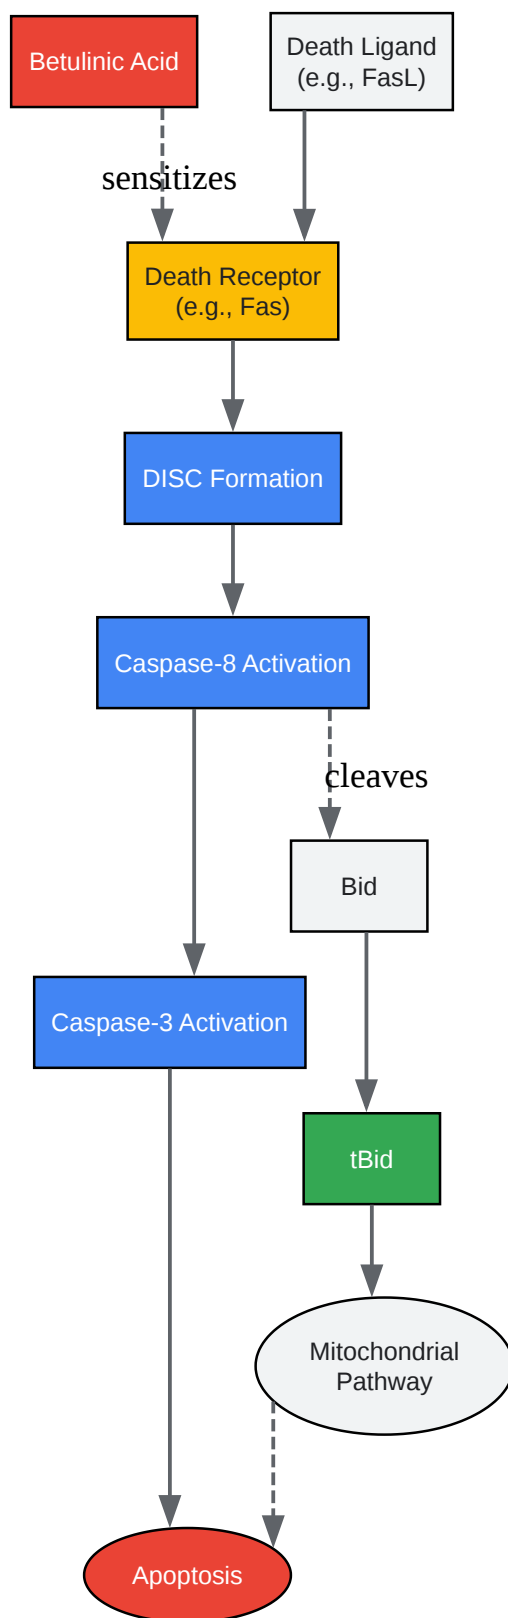 Betulinic Acid
Death Ligand
(e.g., FasL)
sensitizes
Death Receptor
(e.g., Fas)
DISC Formation
Caspase-8 Activation
cleaves
Bid
Caspase-3 Activation
tBid
Mitochondrial
Pathway
Apoptosis